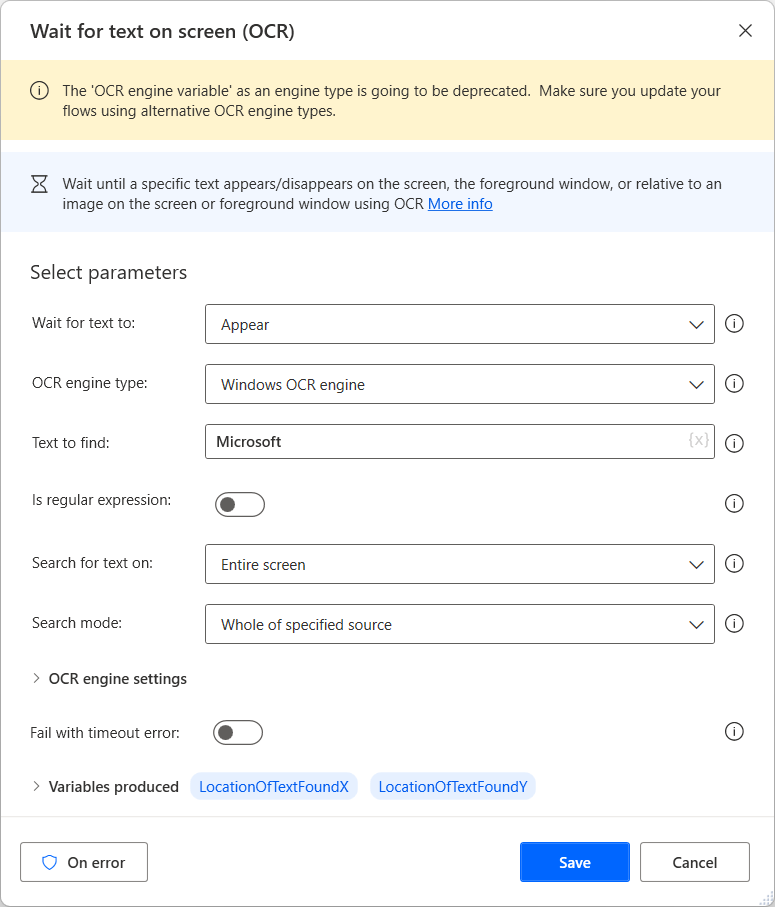 Wait for text on screen (OCR)
The 'OCR engine variable' as an engine type is going to be deprecated.  Make sure you update your
flows using alternative OCR engine types.
Wait until a specific text appears/disappears on the screen, the foreground window, or relative to an
image on the screen or foreground window using OCR More info
Select parameters
Wait for text to:
Appear
OCR engine type:
Windows OCR engine
Text to find:
Microsoft {x}
Is regular expression:
Search for text on:
Entire screen
Search mode:
Whole of specified source
OCR engine settings
Fail with timeout error:
Variables produced LocationOfTextFoundX LocationOfTextFoundY
On error Save Cancel